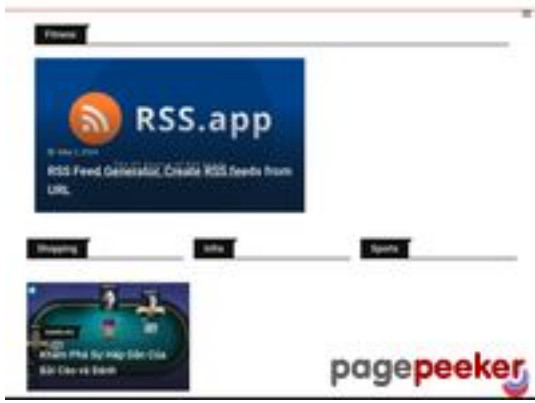 Fitness
RSS.app
RSS Feed Generator, Create RSS feeds from
URL
Shopping
Info
Sports
Khám Phá Sự Hấp Dẫn Của
Bài Cào và Đánh
pagepeeker